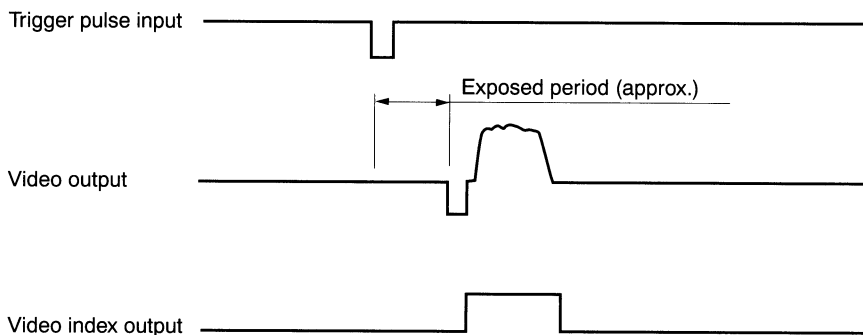 Trigger pulse input
Exposed period (approx.)
Video output
Video index output